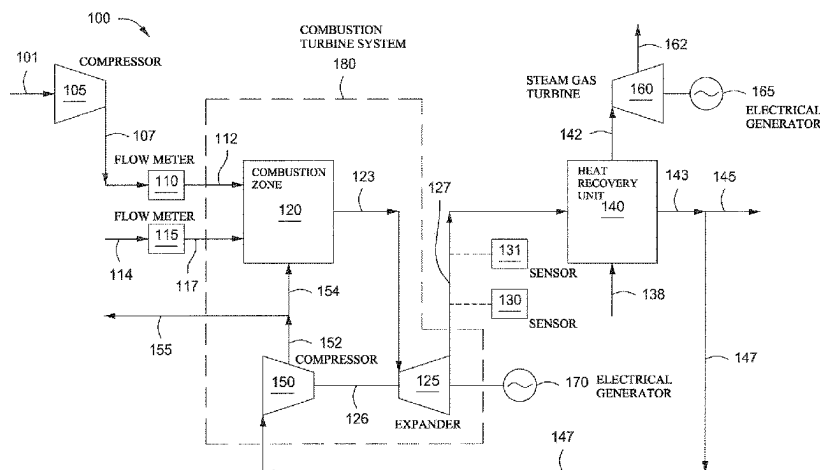 100
101
COMPRESSOR
105
107
COMBUSTION
TURBINE SYSTEM
180
162
STEAM GAS
TURBINE
160
165
ELECTRICAL
GENERATOR
142
FLOW METER
110
112
COMBUSTION
ZONE
120
123
127
HEAT
RECOVERY
UNIT
140
143
145
FLOW METER
115
114
117
131
SENSOR
154
130
SENSOR
138
155
152
COMPRESSOR
150
126
125
EXPANDER
170
ELECTRICAL
GENERATOR
147
147